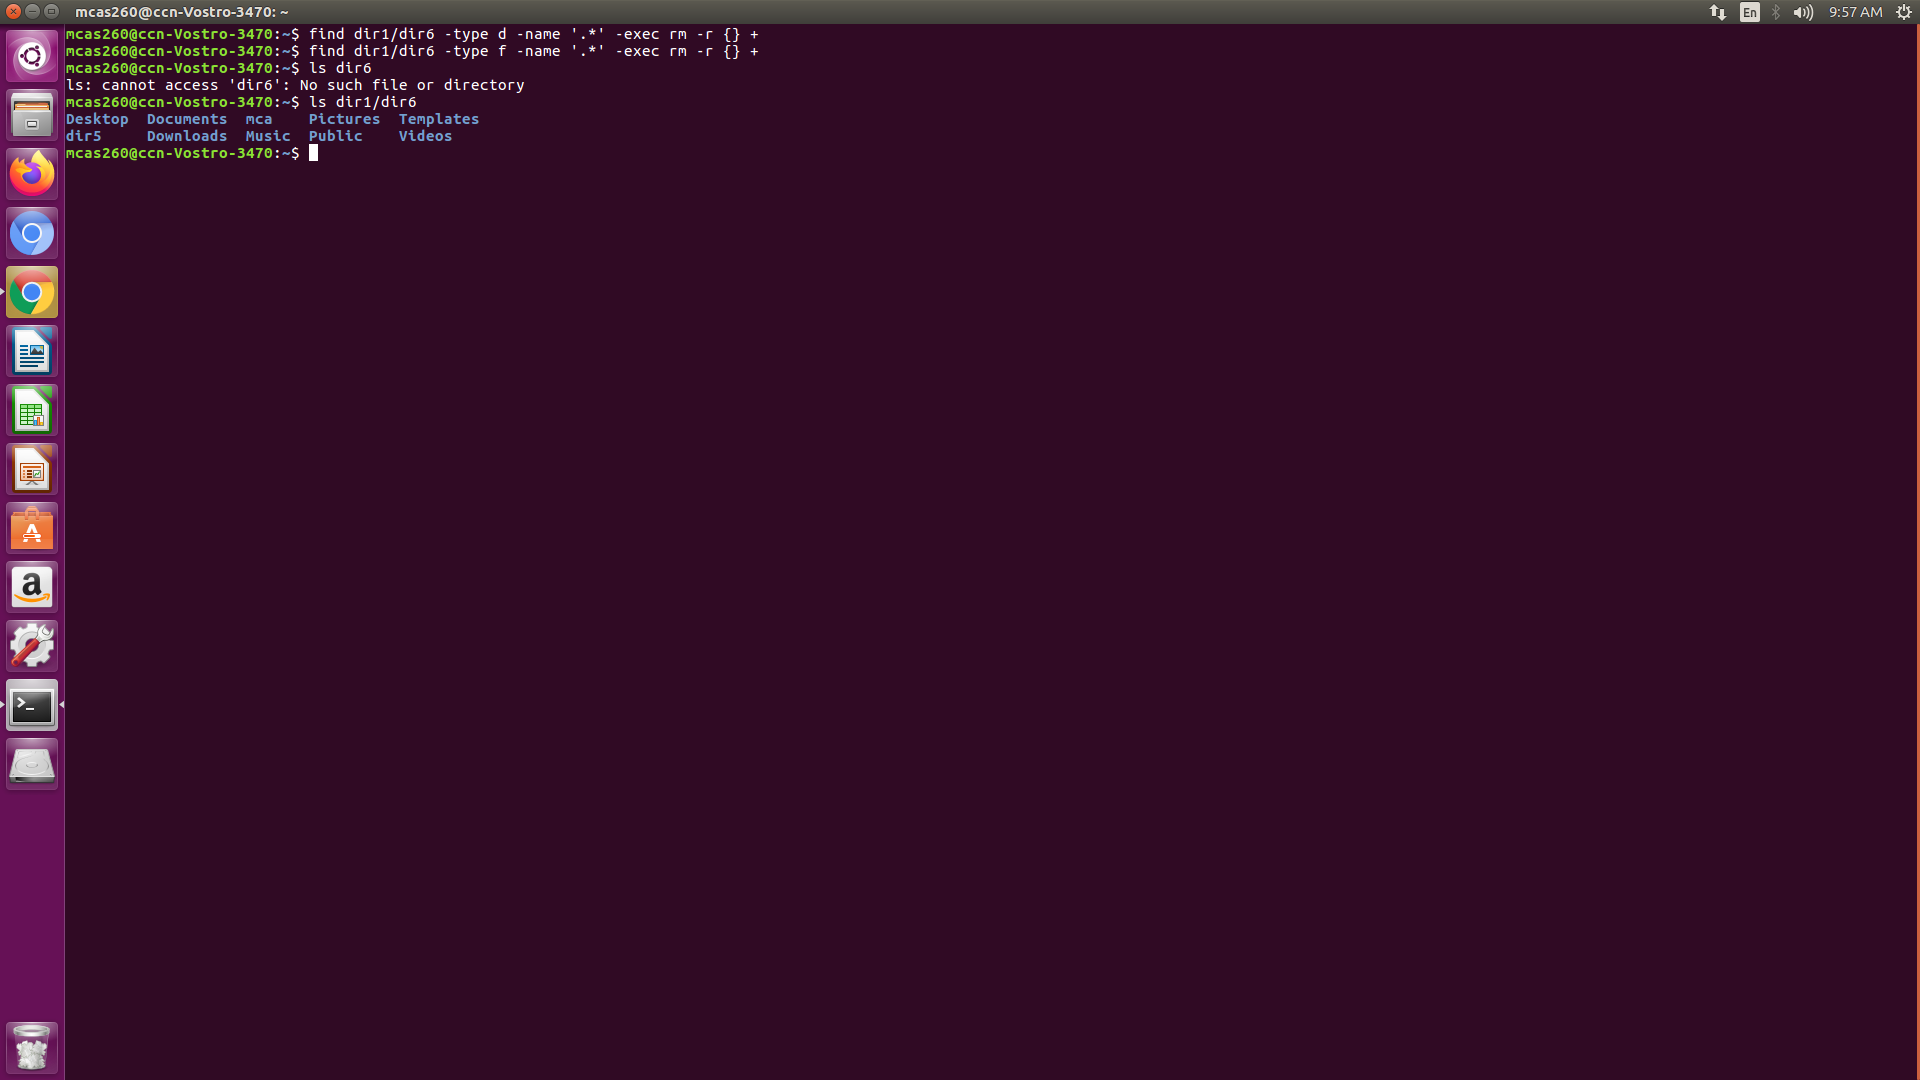 mcas260@ccn-Vostro-3470: ~
En
9:57 AM
mcas260@ccn-Vostro-3470:~$ find dir1/dir6 -type d -name '.*' -exec rm -r {} +
mcas260@ccn-Vostro-3470:~$ find dir1/dir6 -type f -name '.*' -exec rm -r {} +
mcas260@ccn-Vostro-3470:~$ ls dir6
ls: cannot access 'dir6': No such file or directory
mcas260@ccn-Vostro-3470:~$ ls dir1/dir6
Desktop  Documents  mca    Pictures  Templates
dir5     Downloads  Music  Public    Videos
mcas260@ccn-Vostro-3470:~$